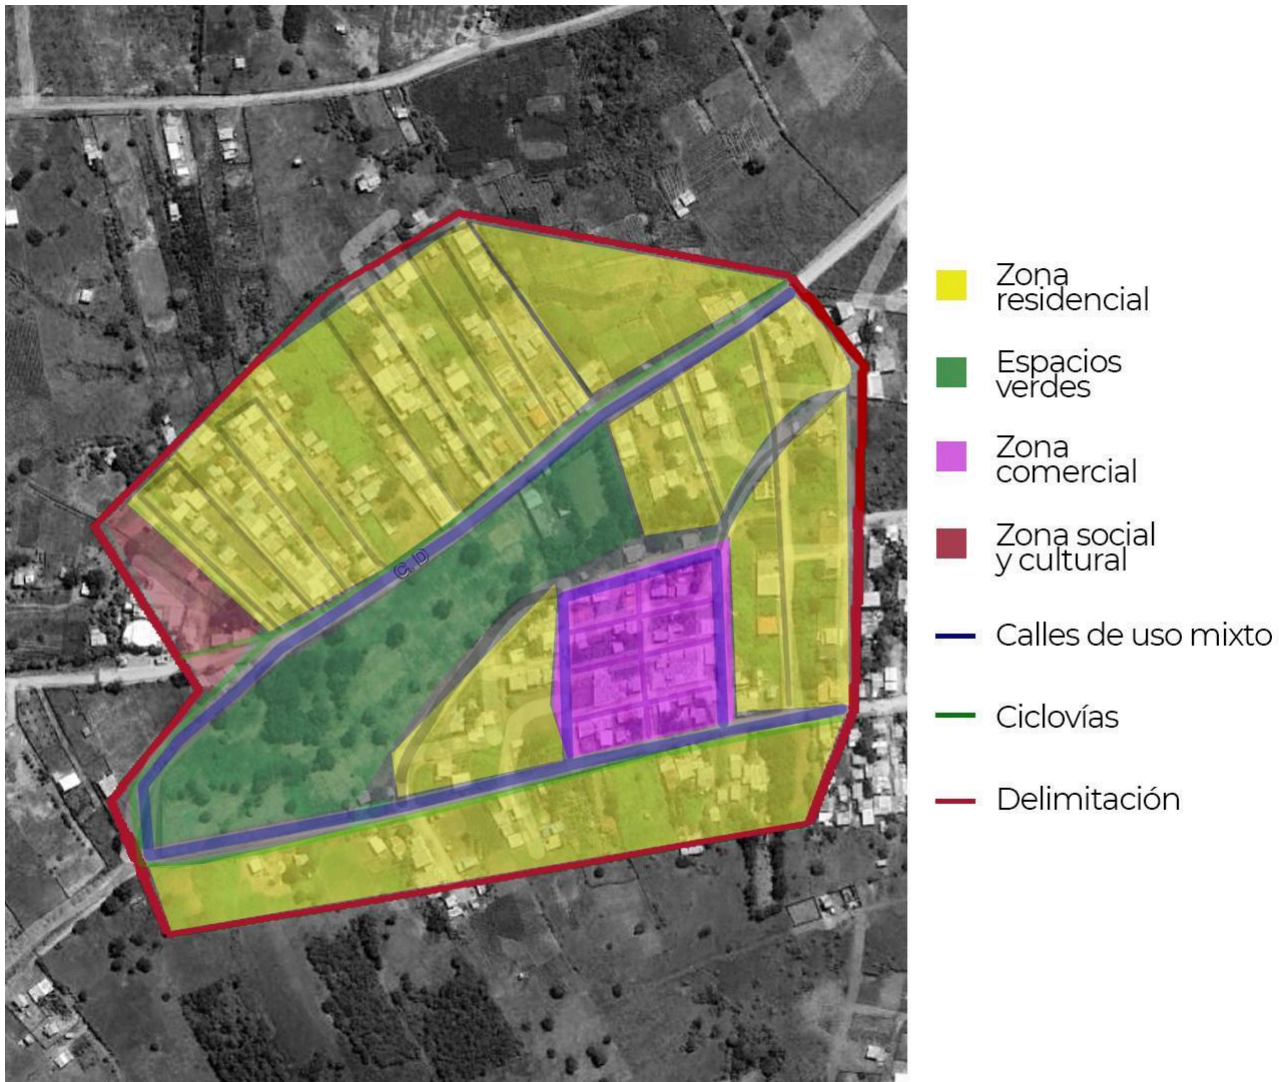 Zona
residencial
Espacios
verdes
Zona
comercial
Zona social
y cultural
Calles de uso mixto
Ciclovías
Delimitación
C. D